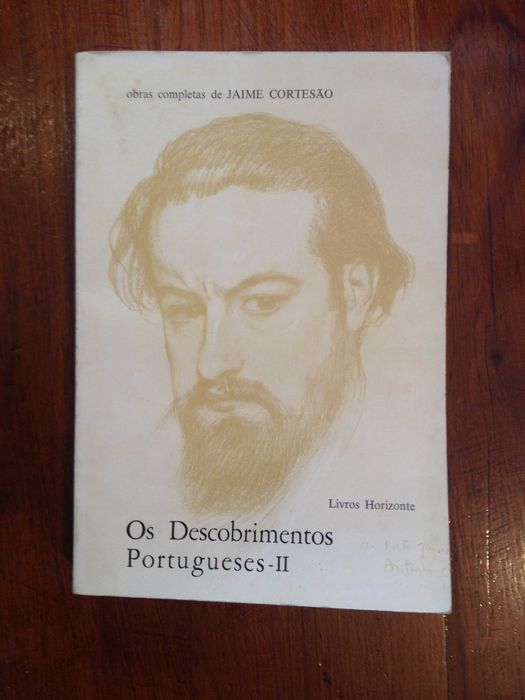 obras completas de JAIME CORTESÃO
Livros Horizonte
Os Descobrimentos
Portugueses-II